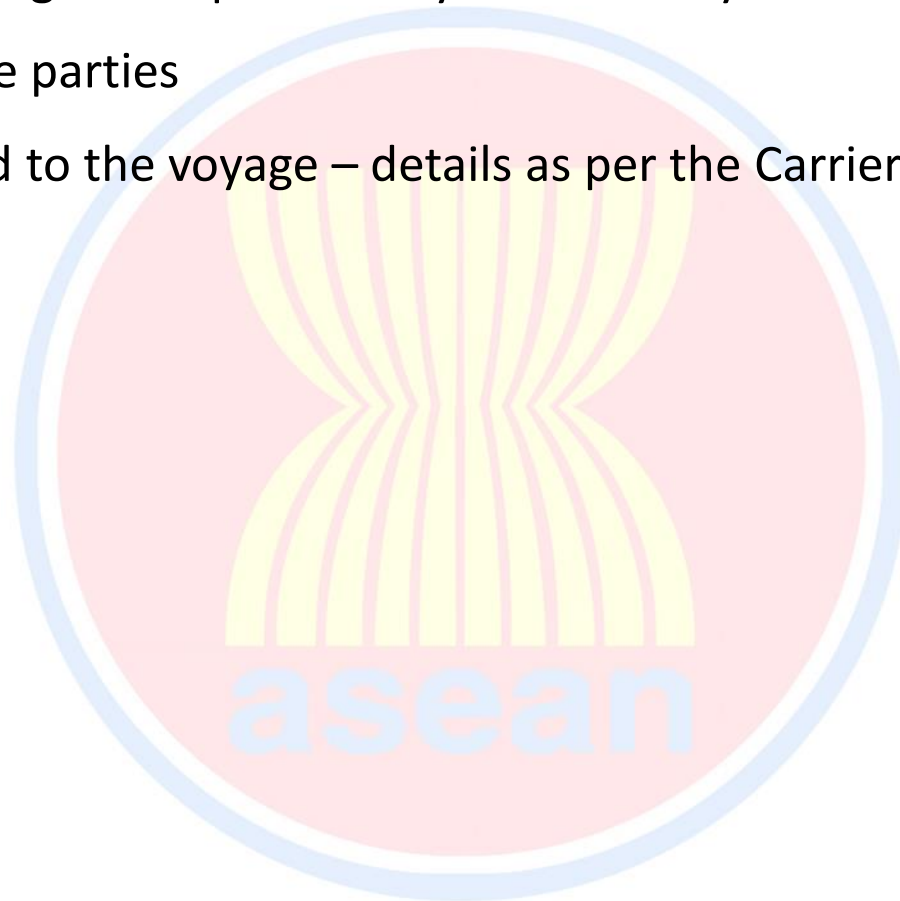 e parties
d to the voyage – details as per the Carrier
asean